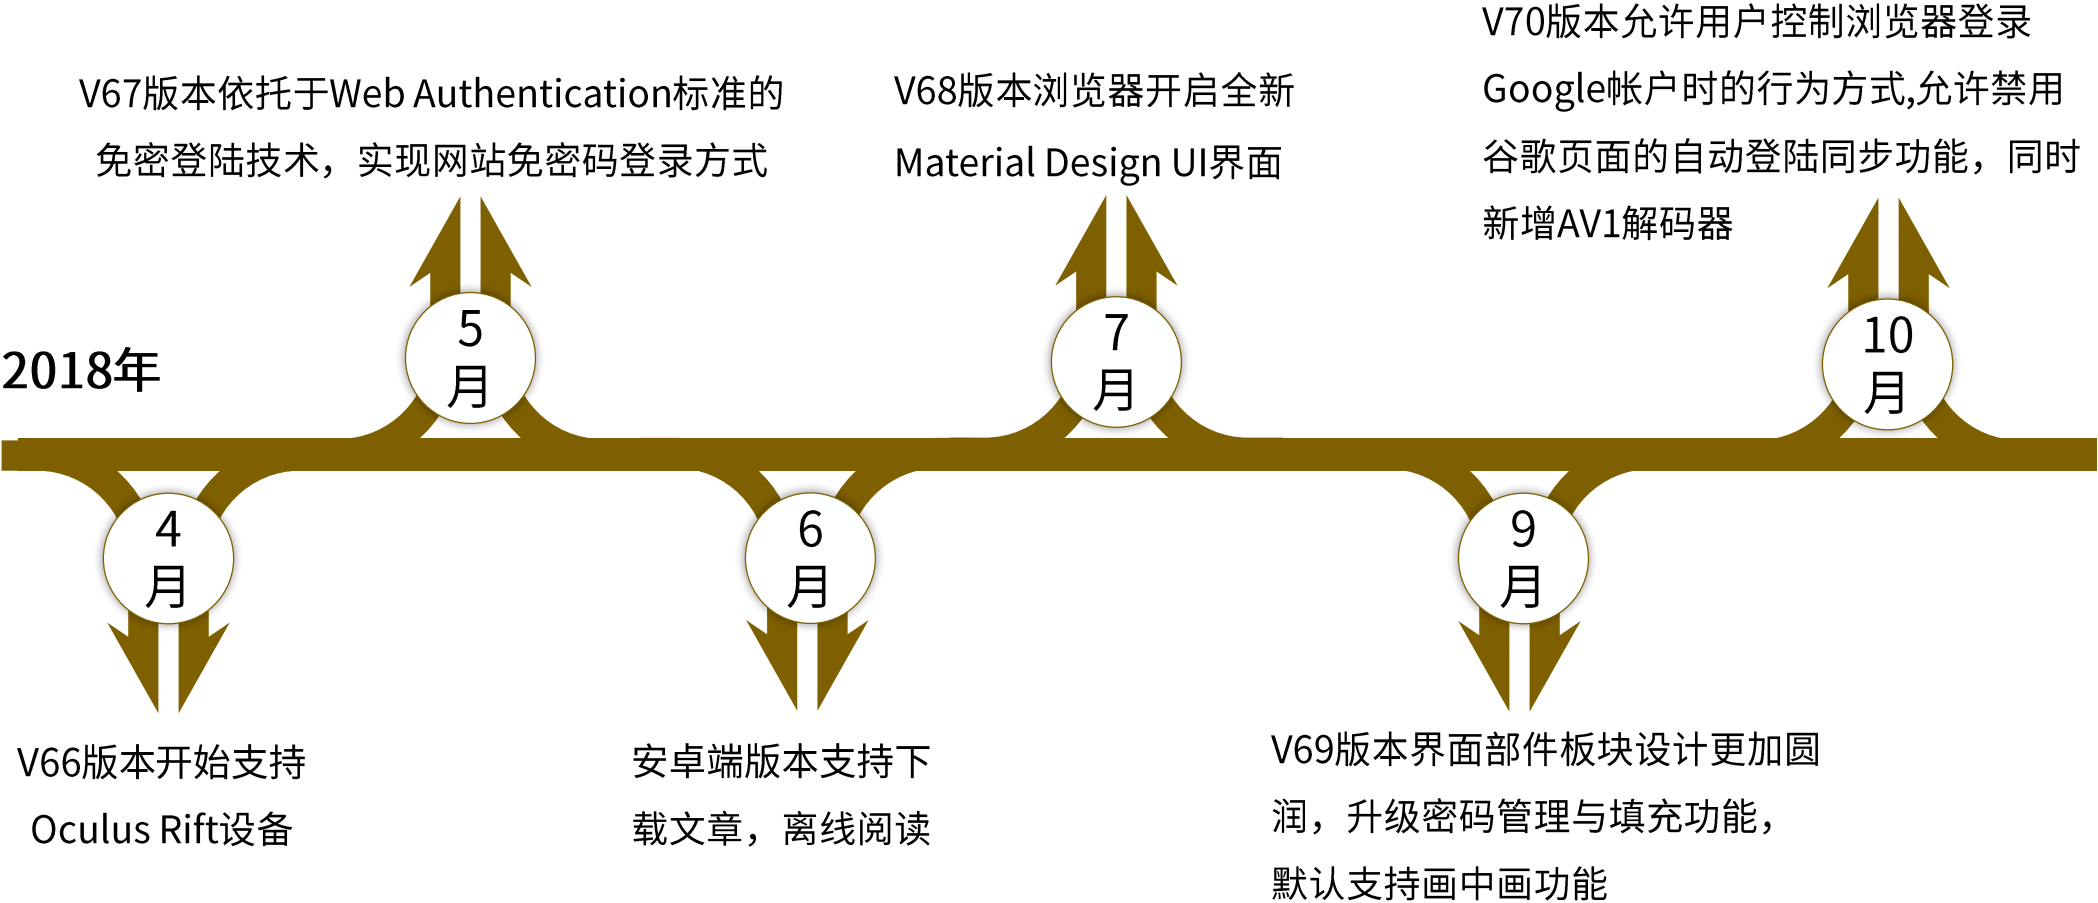 2018年
4
月
V66版本开始支持
Oculus Rift设备
V67版本依托于Web Authentication标准的
免密登陆技术，实现网站免密码登录方式
5
月
6
月
安卓端版本支持下
载文章，离线阅读
V68版本浏览器开启全新
Material Design UI界面
7
月
9
月
V69版本界面部件板块设计更加圆
润，升级密码管理与填充功能，
默认支持画中画功能
V70版本允许用户控制浏览器登录
Google帐户时的行为方式,允许禁用
谷歌页面的自动登陆同步功能，同时
新增AV1解码器
10
月